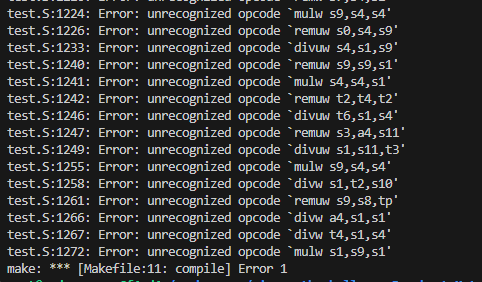 test.S:1224: Error: unrecognized opcode `mulw s9,s4,s4'
test.S:1226: Error: unrecognized opcode `remuw s0,s4,s9'
test.S:1233: Error: unrecognized opcode `divuw s4,s1,s9'
test.S:1240: Error: unrecognized opcode `remuw s9,s9,s1'
test.S:1241: Error: unrecognized opcode `mulw s4,s4,s1'
test.S:1242: Error: unrecognized opcode `remuw t2,t4,t2'
test.S:1246: Error: unrecognized opcode `divuw t6,s1,s4'
test.S:1247: Error: unrecognized opcode `remuw s3,a4,s11'
test.S:1249: Error: unrecognized opcode `divuw s1,s11,t3'
test.S:1255: Error: unrecognized opcode `mulw s9,s4,s4'
test.S:1258: Error: unrecognized opcode `divw s1,t2,s10'
test.S:1261: Error: unrecognized opcode `remuw s9,s8,tp'
test.S:1266: Error: unrecognized opcode `divw a4,s1,s1'
test.S:1267: Error: unrecognized opcode `divw t4,s1,s4'
test.S:1272: Error: unrecognized opcode `mulw s1,s9,s1'
make: *** [Makefile:11: compile] Error 1